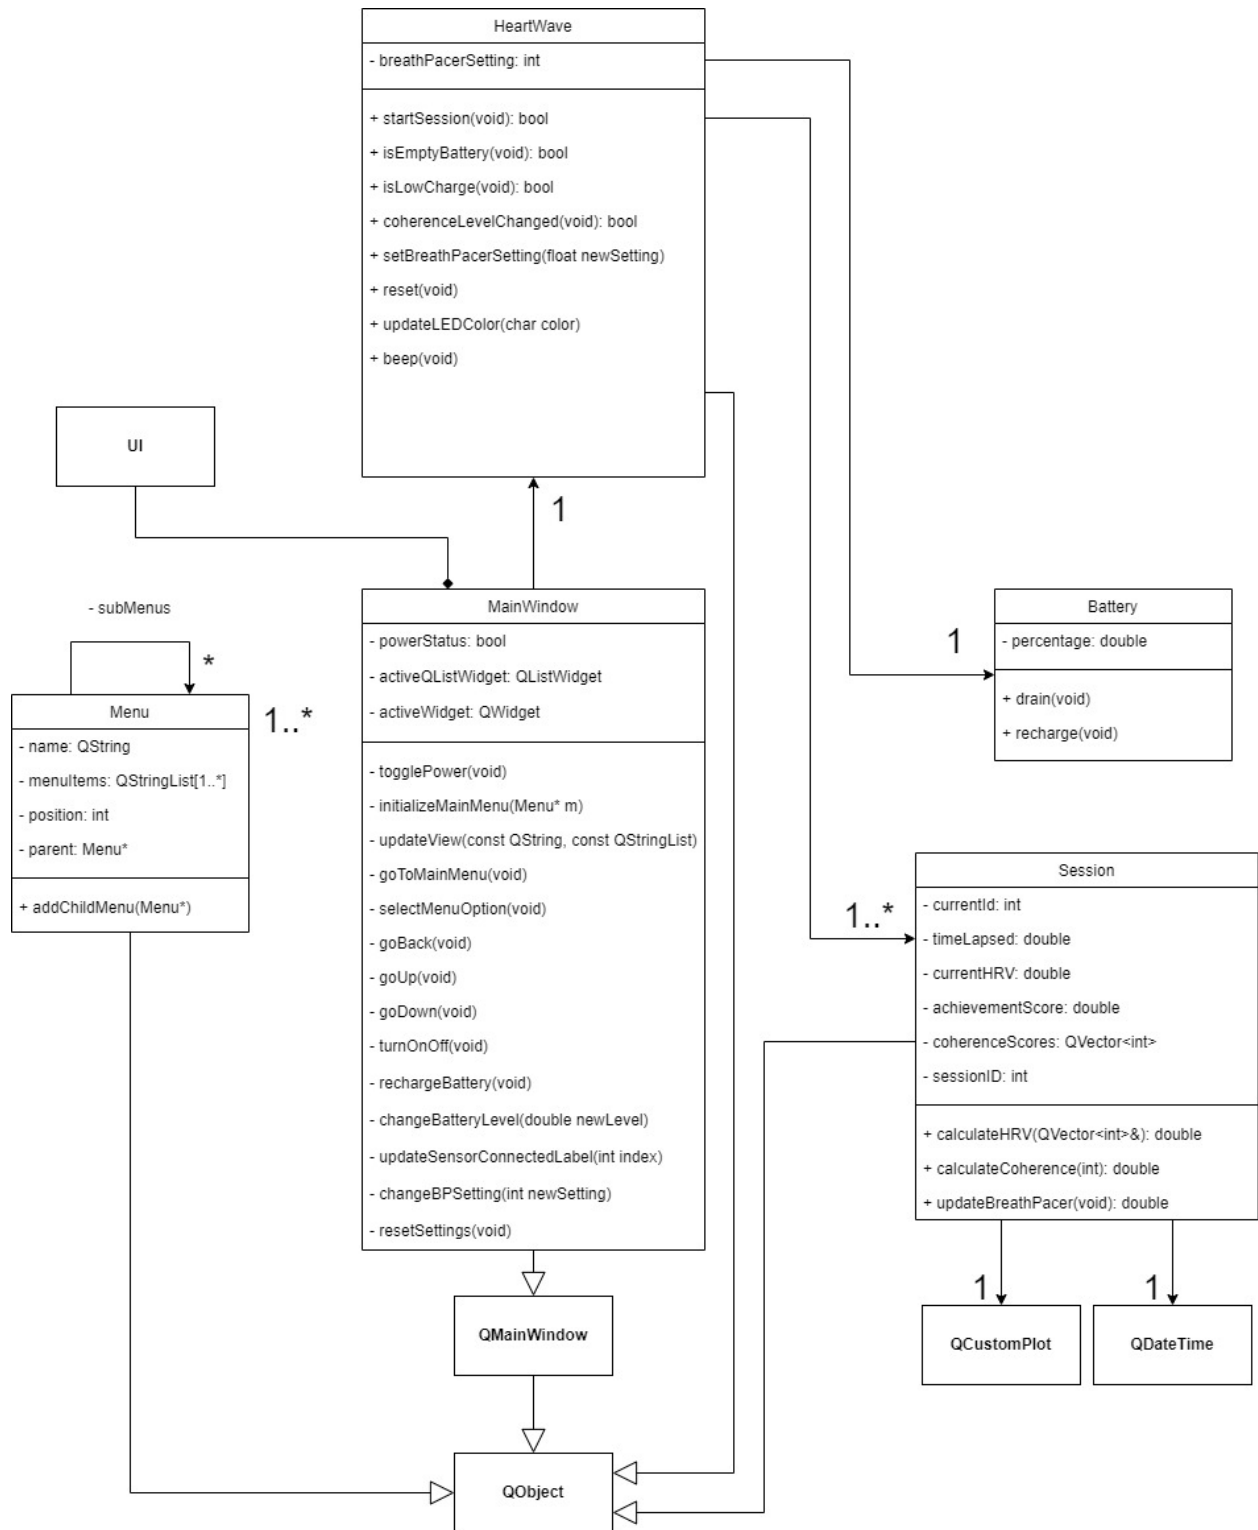 HeartWave
- breathPacerSetting: int
+ startSession(void): bool
+ isEmptyBattery(void): bool
+ isLowCharge(void): bool
+ coherenceLevelChanged(void): bool
+ setBreathPacerSetting(float newSetting)
+ reset(void)
+ updateLEDColor(char color)
+ beep(void)
UI
1
- subMenus
*
1..*
Menu
- name: QString
- menuItems: QStringList[1..*]
- position: int
- parent: Menu*
+ addChildMenu(Menu*)
MainWindow
- powerStatus: bool
- activeQListWidget: QListWidget
- activeWidget: QWidget
- togglePower(void)
- initializeMainMenu(Menu* m)
- updateView(const QString, const QStringList)
- goToMainMenu(void)
- selectMenuOption(void)
- goBack(void)
- goUp(void)
- goDown(void)
- turnOnOff(void)
- rechargeBattery(void)
- changeBatteryLevel(double newLevel)
- updateSensorConnectedLabel(int index)
- changeBPSetting(int newSetting)
- resetSettings(void)
1
Battery
- percentage: double
+ drain(void)
+ recharge(void)
1..*
Session
- currentId: int
- timeLapsed: double
- currentHRV: double
- achievementScore: double
- coherenceScores: QVector<int>
- sessionID: int
+ calculateHRV(QVector<int>&): double
+ calculateCoherence(int): double
+ updateBreathPacer(void): double
1
1
QMainWindow
QCustomPlot
QDateTime
QObject